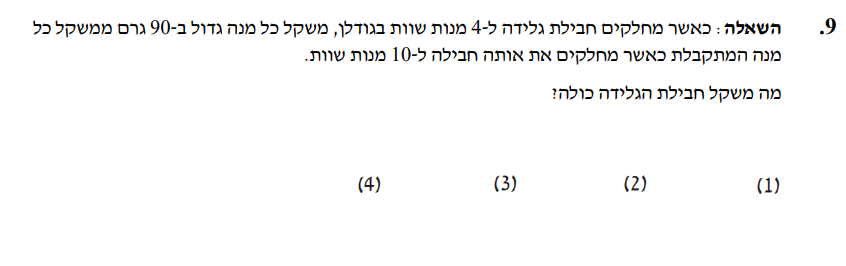 9. השאלה: כאשר מחלקים חבילת גלידה ל-4 מנות שוות בגודלן, משקל כל מנה גדול ב-90 גרם ממשקל כל
מנה המתקבלת כאשר מחלקים את אותה חבילה ל-10 מנות שוות.
מה משקל חבילת הגלידה כולה?
(1) (2) (3) (4)